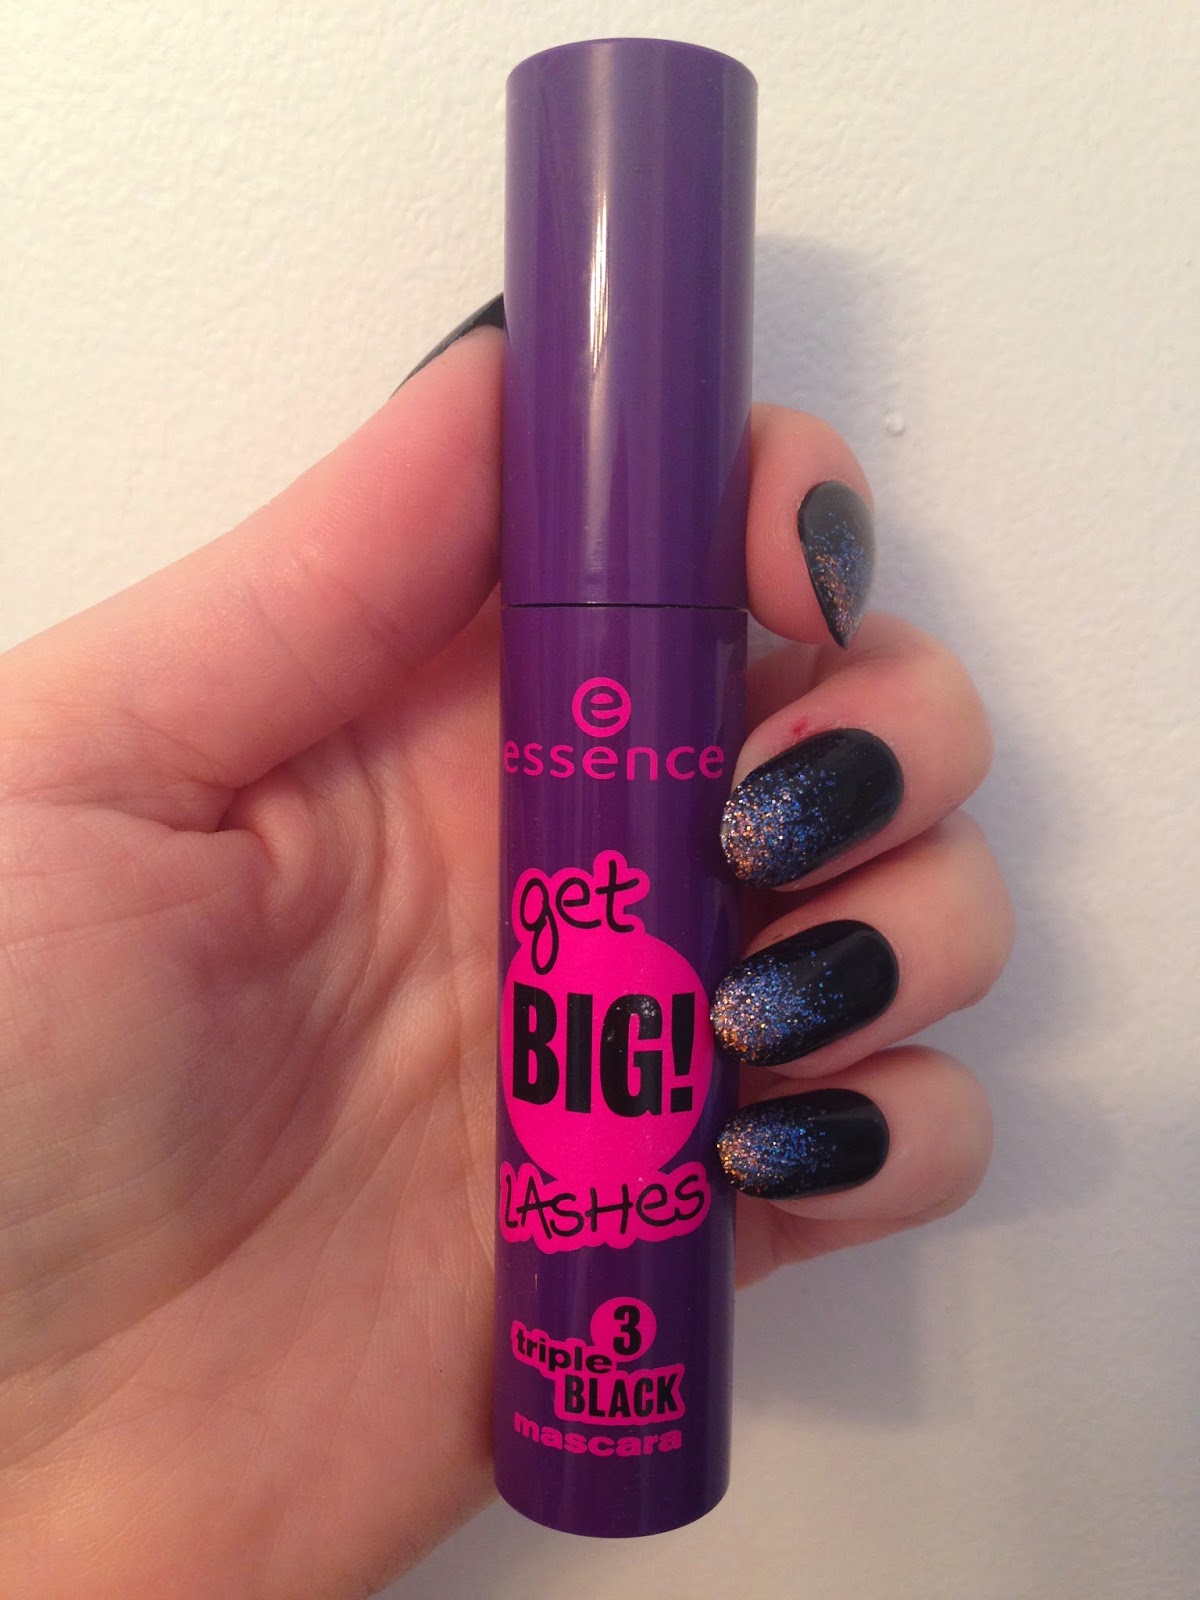 e
essence
get
BIG!
LASHES
3
triple
BLACK
mascara